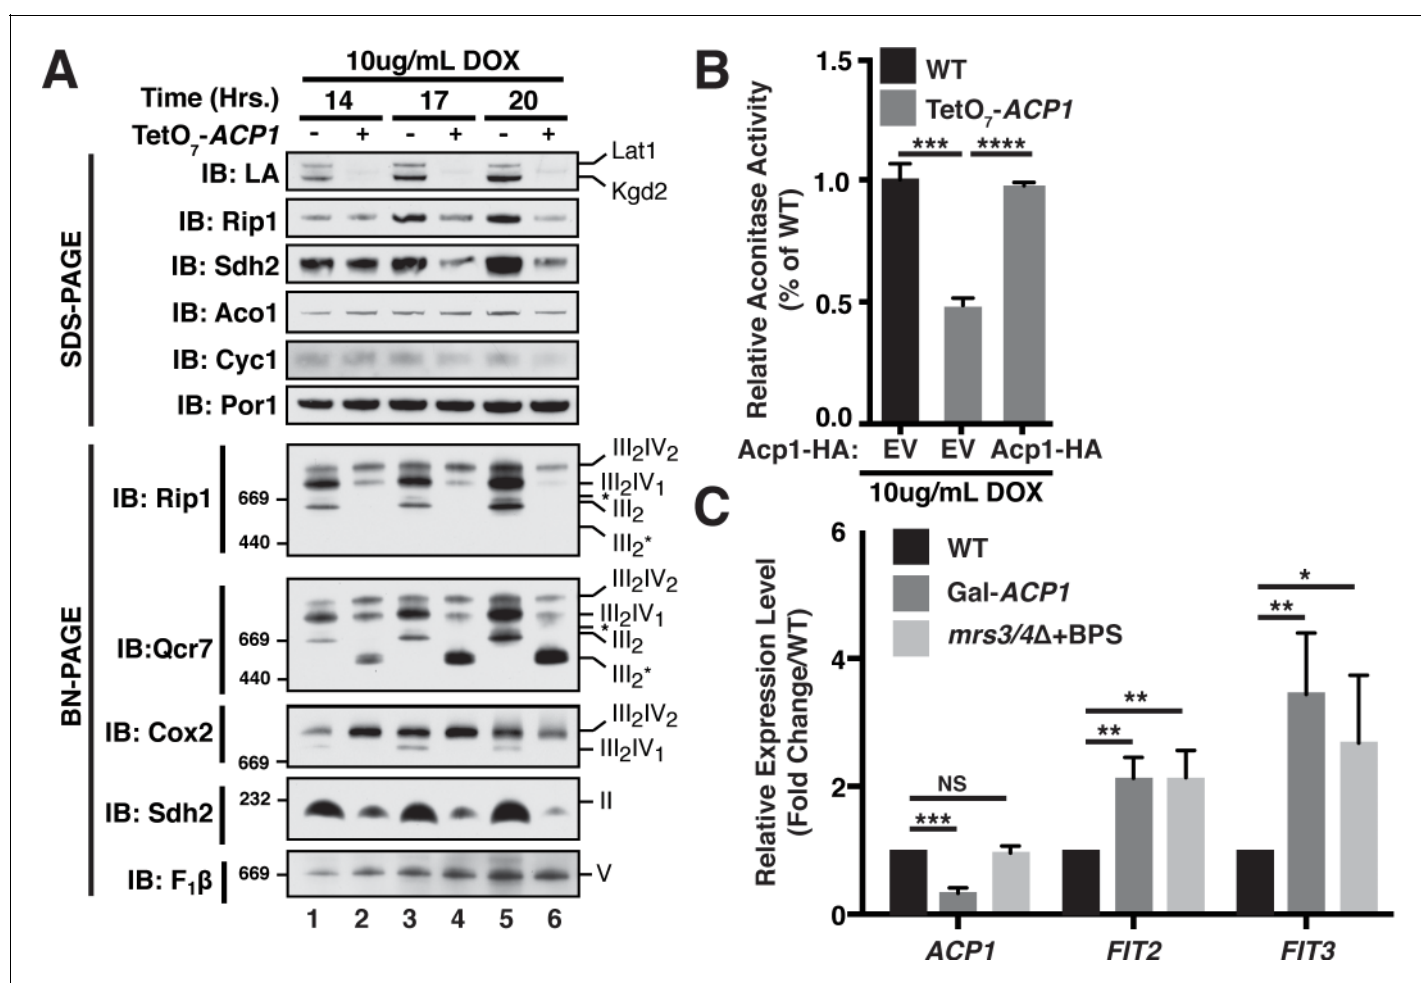 A
10ug/mL DOX
Time (Hrs.) 14 17 20
TetO7-ACP1 - + - + - +
SDS-PAGE
IB: LA
Lat1
Kgd2
IB: Rip1
IB: Sdh2
IB: Aco1
IB: Cyc1
IB: Por1
BN-PAGE
IB: Rip1
669
440
III2IV2
III2IV1
*
III2
III2*
IB:Qcr7
669
440
III2IV2
III2IV1
*
III2
III2*
IB: Cox2
669
III2IV2
III2IV1
IB: Sdh2
232
II
IB: F1β
669
V
1 2 3 4 5 6
B
Relative Aconitase Activity
(% of WT)
1.5
1.0
0.5
0.0
WT
TetO7-ACP1
*** ****
Acp1-HA: EV EV Acp1-HA
10ug/mL DOX
C
Relative Expression Level
(Fold Change/WT)
6
4
2
0
WT
Gal-ACP1
mrs3/4Δ+BPS
NS
***
**
**
*
**
ACP1 FIT2 FIT3